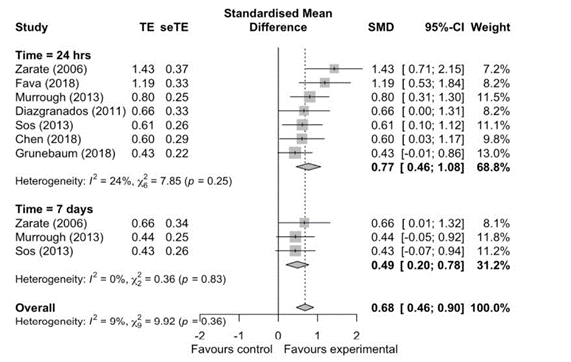 Standardised Mean
Study TE seTE Difference SMD 95%-CI Weight
Time = 24 hrs
Zarate (2006) 1.43 0.37 1.43 [ 0.71; 2.15] 7.2%
Fava (2018) 1.19 0.33 1.19 [ 0.53; 1.84] 8.2%
Murrough (2013) 0.80 0.25 0.80 [ 0.31; 1.30] 11.5%
Diazgranados (2011) 0.66 0.33 0.66 [ 0.00; 1.31] 8.2%
Sos (2013) 0.61 0.26 0.61 [ 0.10; 1.12] 11.1%
Chen (2018) 0.60 0.29 0.60 [ 0.03; 1.17] 9.8%
Grunebaum (2018) 0.43 0.22 0.43 [-0.01; 0.86] 13.0%
0.77 [ 0.46; 1.08] 68.8%
Heterogeneity: I² = 24%, χ²₆ = 7.85 (p = 0.25)
Time = 7 days
Zarate (2006) 0.66 0.34 0.66 [ 0.01; 1.32] 8.1%
Murrough (2013) 0.44 0.25 0.44 [-0.05; 0.92] 11.8%
Sos (2013) 0.43 0.26 0.43 [-0.07; 0.94] 11.2%
0.49 [ 0.20; 0.78] 31.2%
Heterogeneity: I² = 0%, χ²₂ = 0.36 (p = 0.83)
Overall 0.68 [ 0.46; 0.90] 100.0%
Heterogeneity: I² = 9%, χ²₉ = 9.92 (p = 0.36)
-2 -1 0 1 2
Favours control Favours experimental